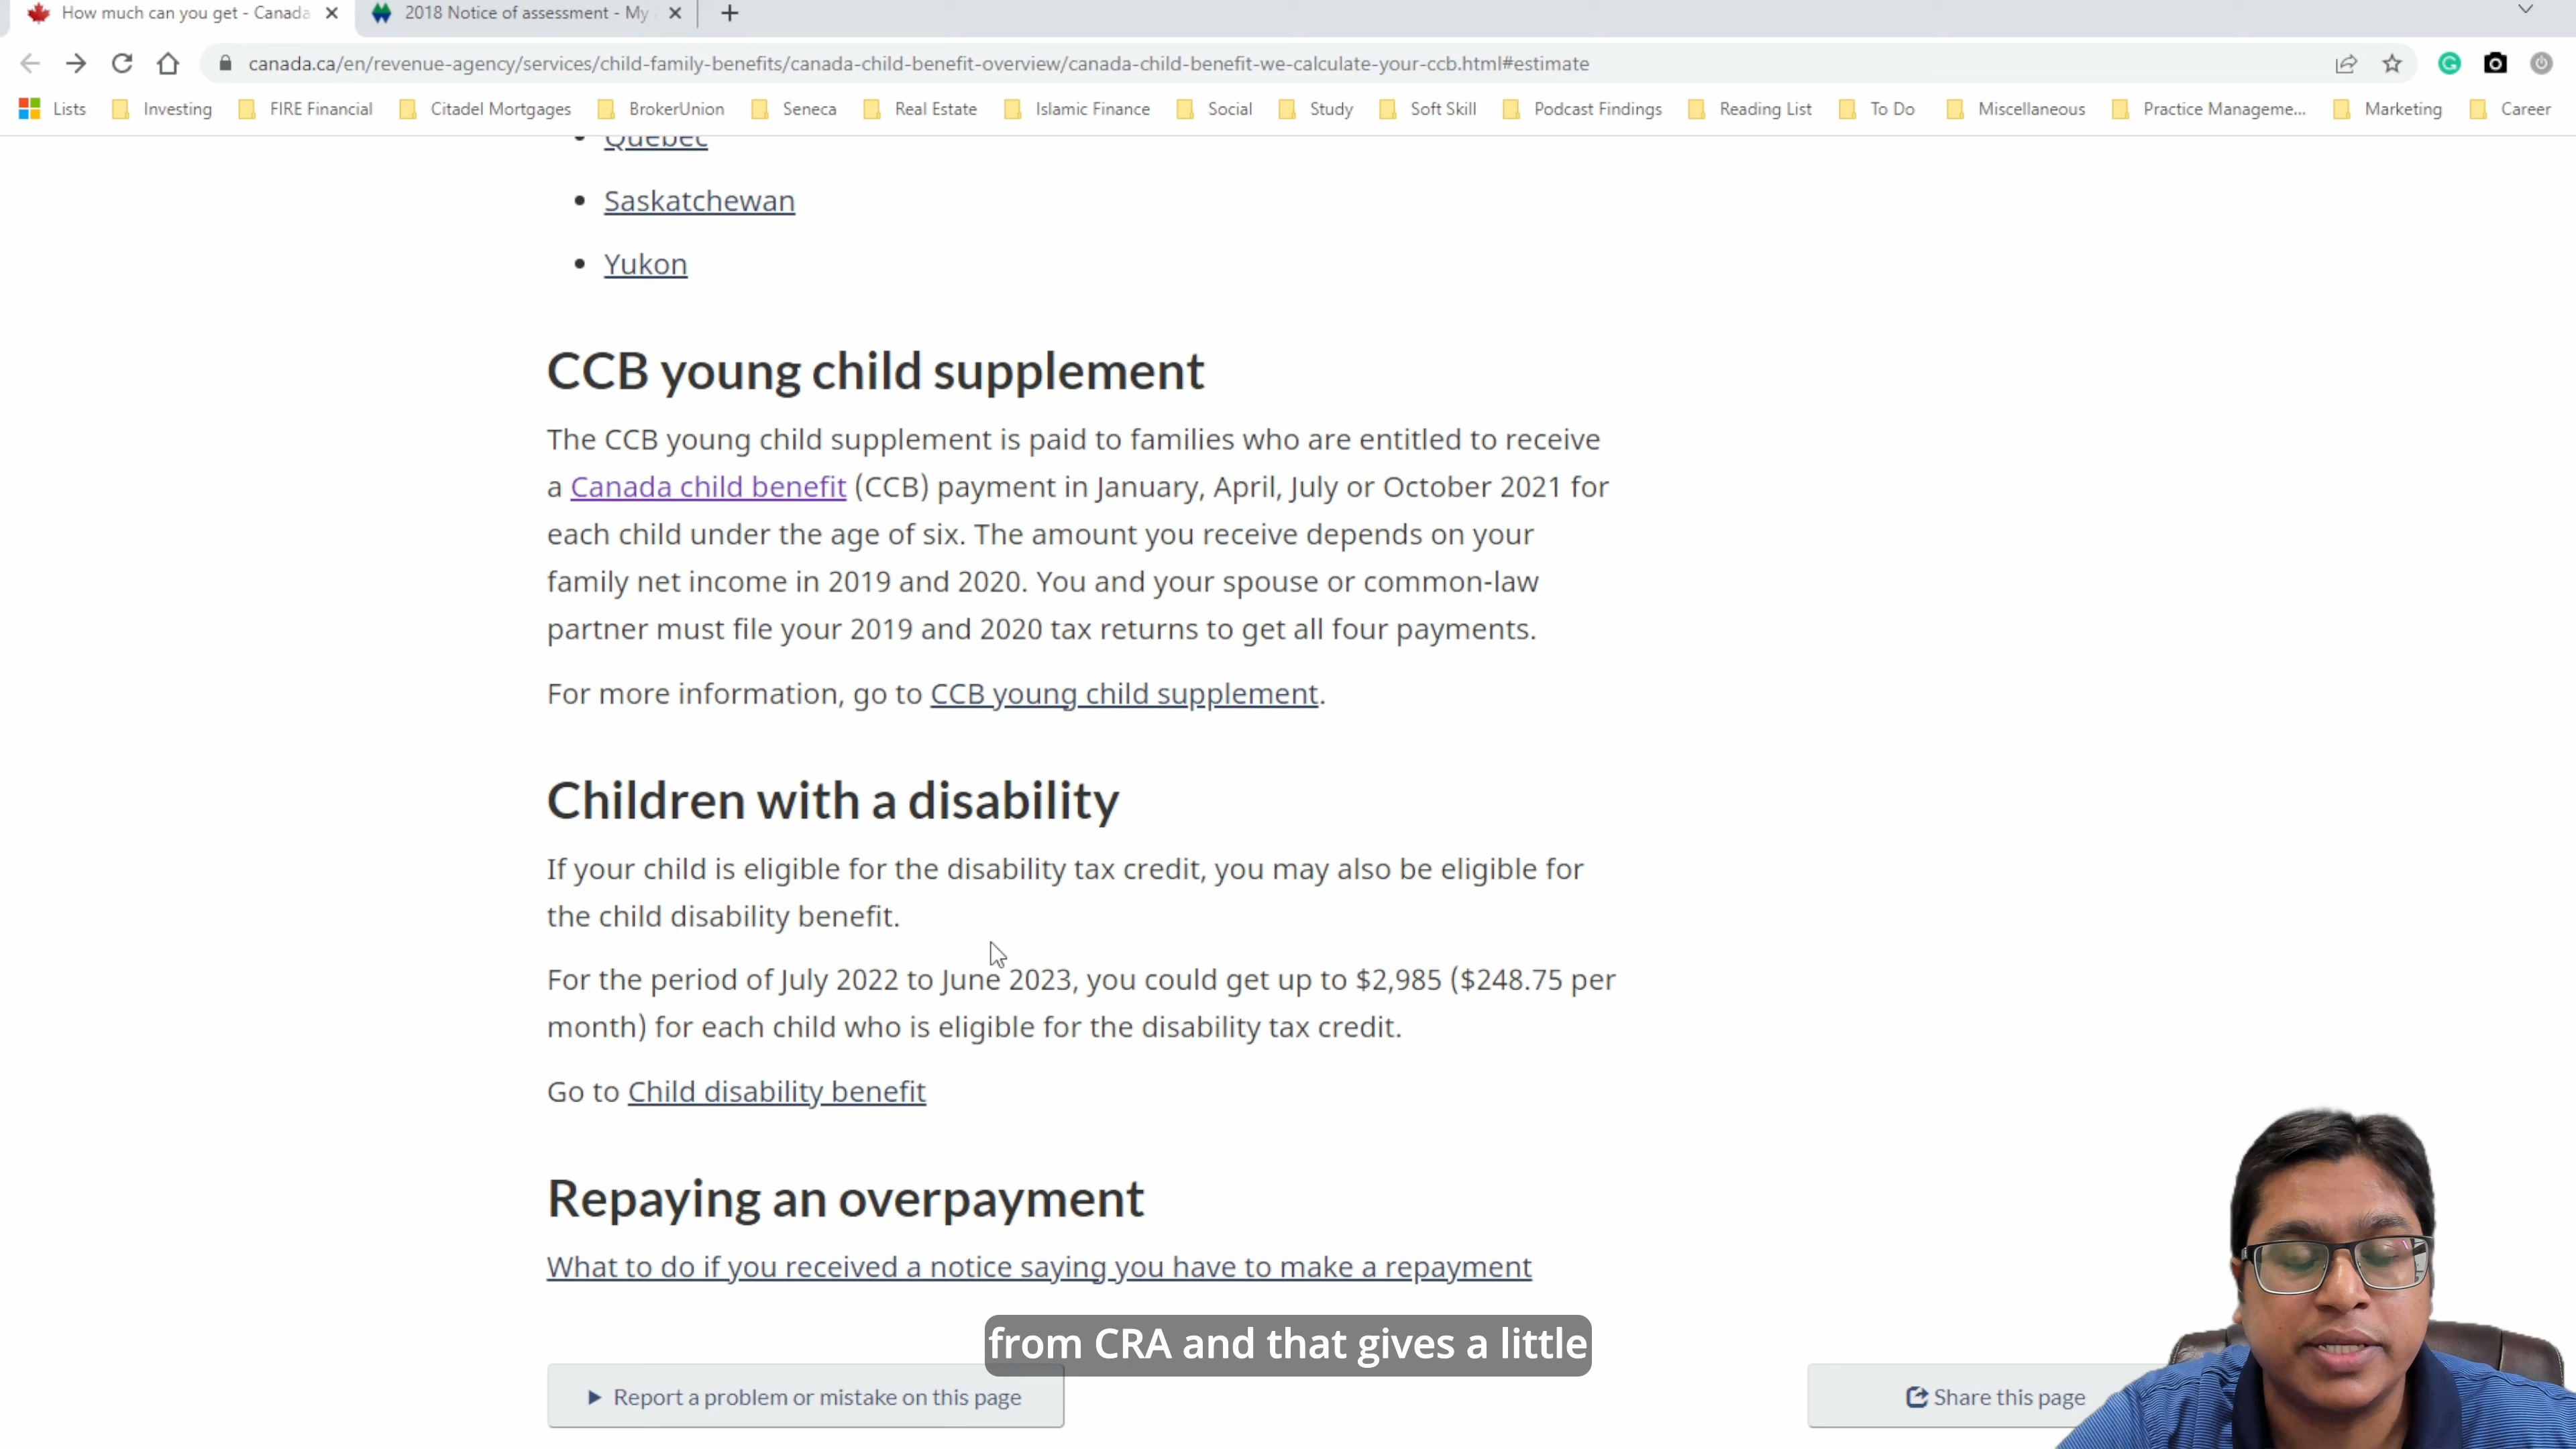 How much can you get - Canada
2018 Notice of assessment - My
canada.ca/en/revenue-agency/services/child-family-benefits/canada-child-benefit-overview/canada-child-benefit-we-calculate-your-ccb.html#estimate
Lists Investing FIRE Financial Citadel Mortgages BrokerUnion Seneca Real Estate Islamic Finance Social Study Soft Skill Podcast Findings Reading List To Do Miscellaneous Practice Manageme... Marketing Career
Quebec
Saskatchewan
Yukon
CCB young child supplement
The CCB young child supplement is paid to families who are entitled to receive
a Canada child benefit (CCB) payment in January, April, July or October 2021 for
each child under the age of six. The amount you receive depends on your
family net income in 2019 and 2020. You and your spouse or common-law
partner must file your 2019 and 2020 tax returns to get all four payments.
For more information, go to CCB young child supplement.
Children with a disability
If your child is eligible for the disability tax credit, you may also be eligible for
the child disability benefit.
For the period of July 2022 to June 2023, you could get up to $2,985 ($248.75 per
month) for each child who is eligible for the disability tax credit.
Go to Child disability benefit
Repaying an overpayment
What to do if you received a notice saying you have to make a repayment
from CRA and that gives a little
Report a problem or mistake on this page
Share this page